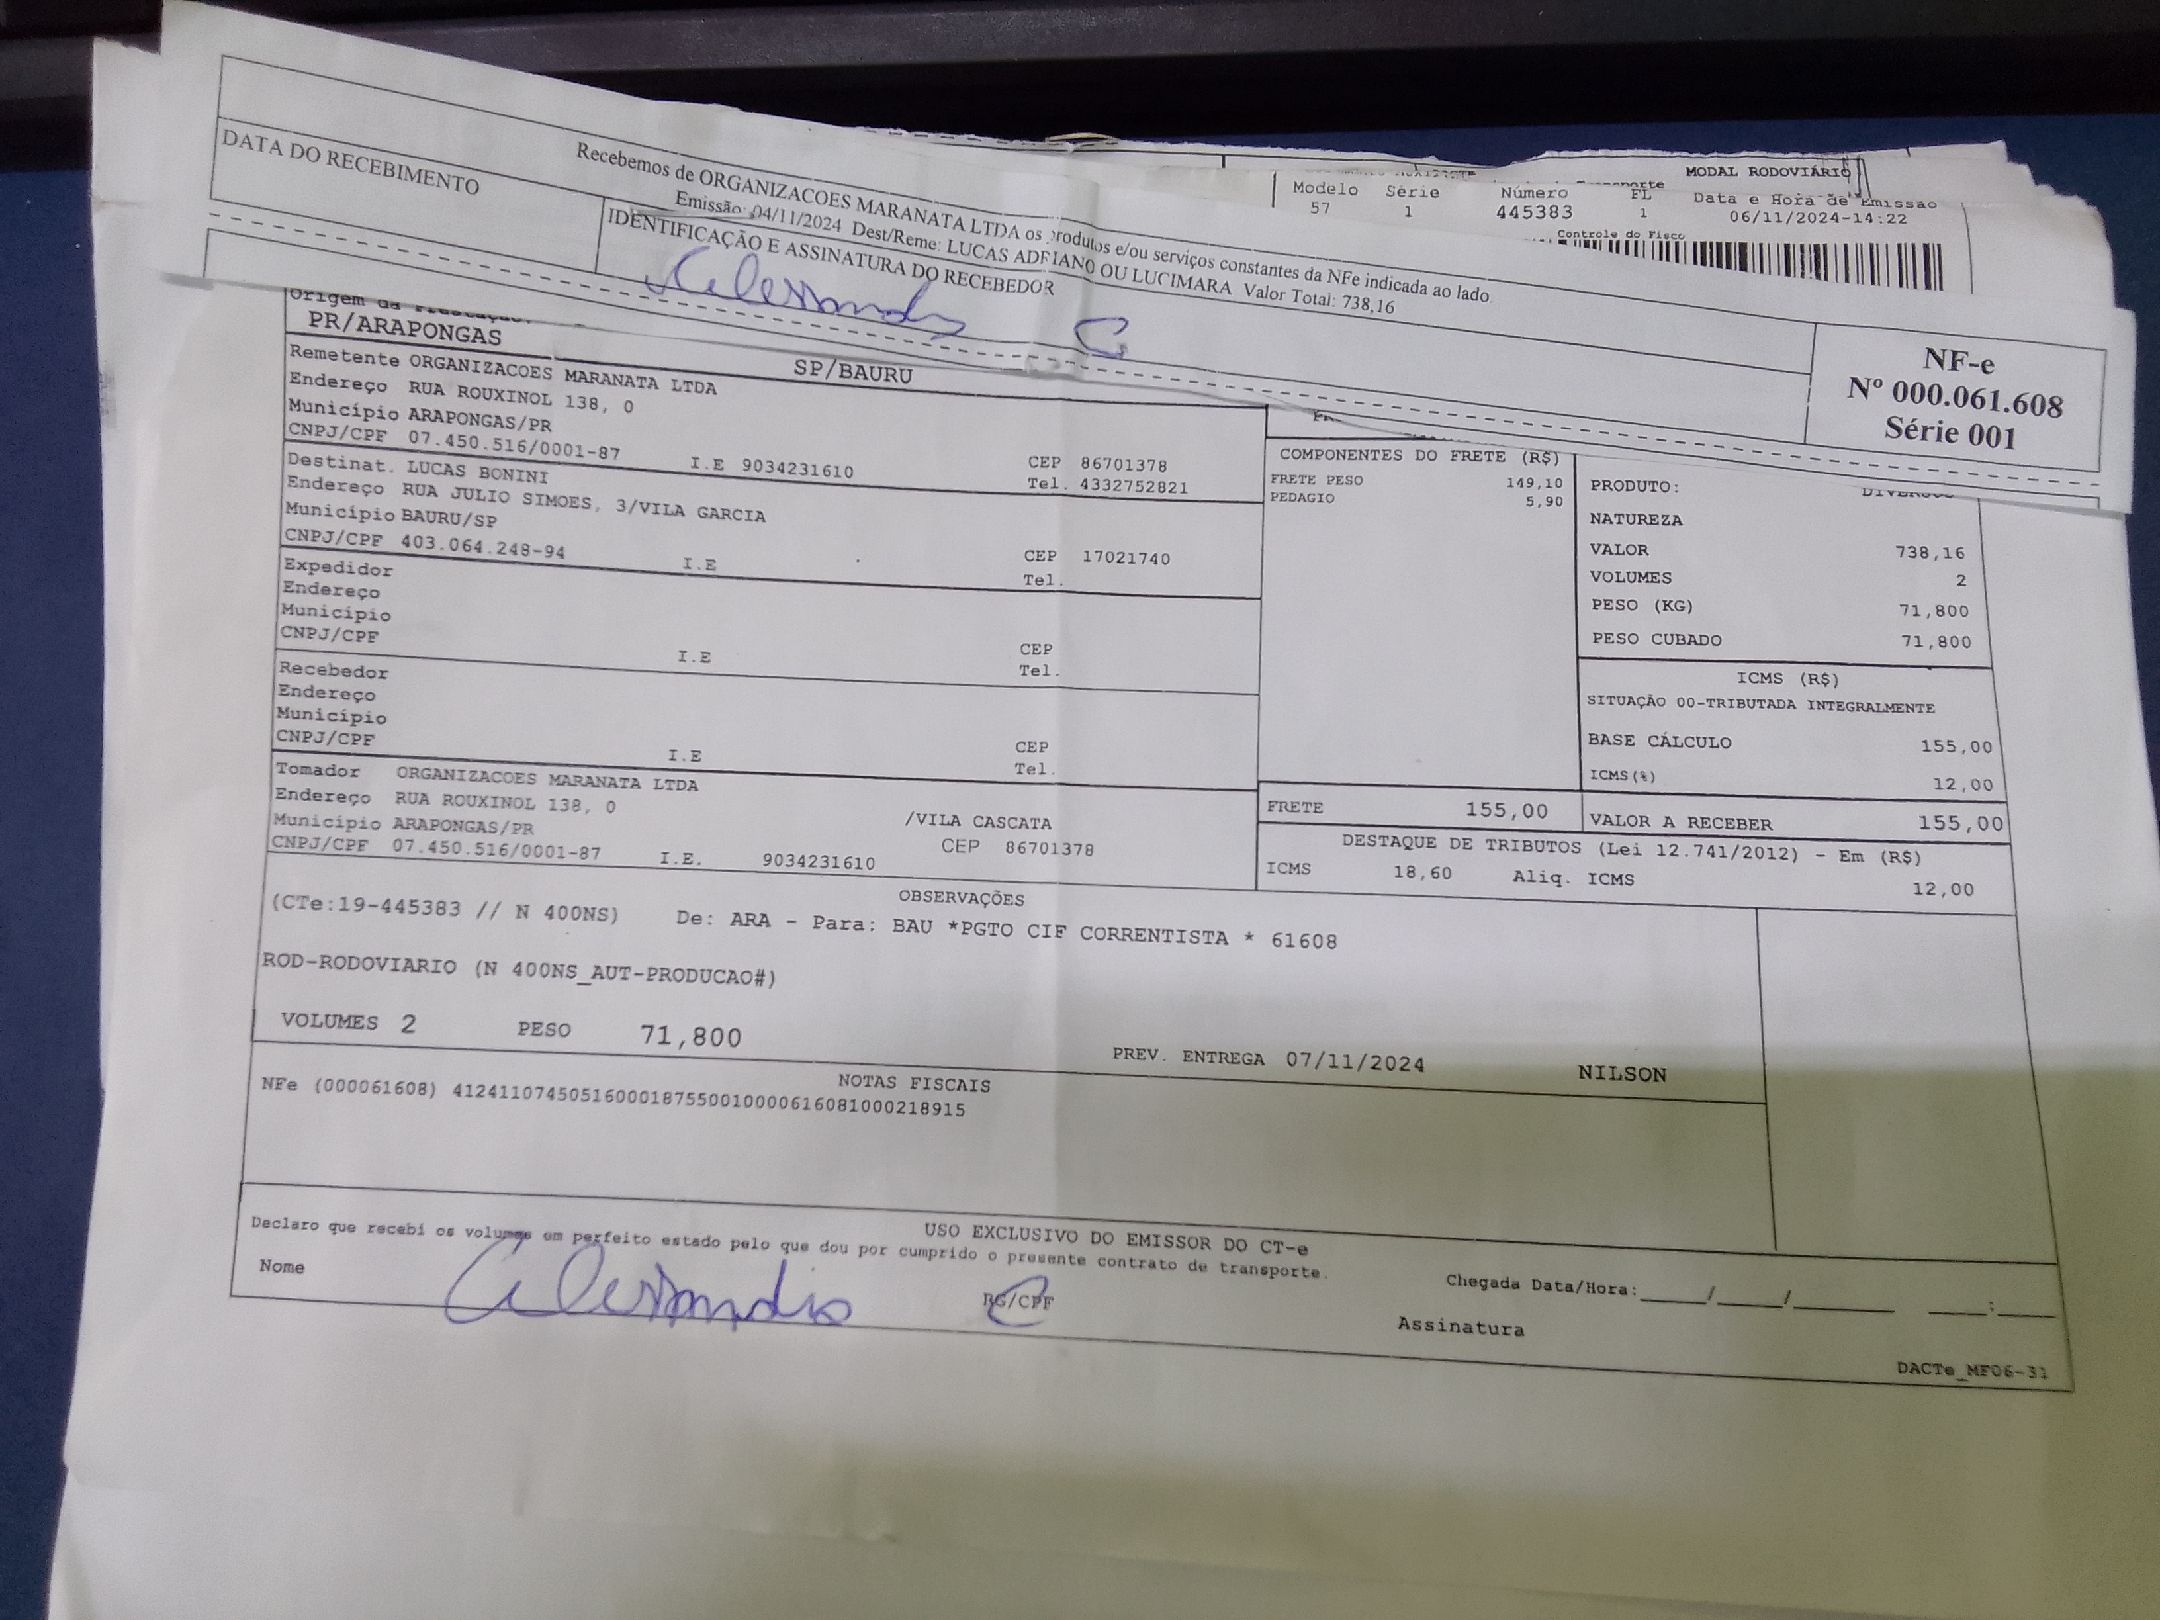 Recebemos de ORGANIZACOES MARANATA LTDA os produtos e/ou serviços constantes da NFe indicada ao lado.
Emissão: 04/11/2024 Dest/Reme: LUCAS ADRIANO OU LUCIMARA Valor Total: 738,16
DATA DO RECEBIMENTO
IDENTIFICAÇÃO E ASSINATURA DO RECEBEDOR
NF-e
Nº 000.061.608
Série 001
MODAL RODOVIÁRIO
Modelo Série Número FL Data e Hora de Emissão
57 1 445383 1 06/11/2024-14:22
Controle do Fisco
Origem da Prestação
PR/ARAPONGAS
SP/BAURU
Remetente ORGANIZACOES MARANATA LTDA
Endereço RUA ROUXINOL 138, 0
Município ARAPONGAS/PR CEP 86701378
CNPJ/CPF 07.450.516/0001-87 I.E 9034231610 Tel. 4332752821
Destinat. LUCAS BONINI
Endereço RUA JULIO SIMOES, 3/VILA GARCIA
Município BAURU/SP CEP 17021740
CNPJ/CPF 403.064.248-94 I.E Tel.
Expedidor
Endereço
Município CEP
CNPJ/CPF I.E Tel.
Recebedor
Endereço
Município CEP
CNPJ/CPF I.E Tel.
Tomador ORGANIZACOES MARANATA LTDA
Endereço RUA ROUXINOL 138, 0 /VILA CASCATA
Município ARAPONGAS/PR CEP 86701378
CNPJ/CPF 07.450.516/0001-87 I.E. 9034231610
COMPONENTES DO FRETE (R$)
FRETE PESO 149,10
PEDAGIO 5,90
PRODUTO: DIVERSOS
NATUREZA
VALOR 738,16
VOLUMES 2
PESO (KG) 71,800
PESO CUBADO 71,800
ICMS (R$)
SITUAÇÃO 00-TRIBUTADA INTEGRALMENTE
BASE CÁLCULO 155,00
ICMS(%) 12,00
FRETE 155,00 VALOR A RECEBER 155,00
DESTAQUE DE TRIBUTOS (Lei 12.741/2012) - Em (R$)
ICMS 18,60 Aliq. ICMS 12,00
OBSERVAÇÕES
(CTe:19-445383 // N 400NS) De: ARA - Para: BAU *PGTO CIF CORRENTISTA * 61608
ROD-RODOVIARIO (N 400NS_AUT-PRODUCAO#)
VOLUMES 2 PESO 71,800 PREV. ENTREGA 07/11/2024 NILSON
NOTAS FISCAIS
NFe (000061608) 41241107450516000187550010000616081000218915
USO EXCLUSIVO DO EMISSOR DO CT-e
Declaro que recebi os volumes em perfeito estado pelo que dou por cumprido o presente contrato de transporte.
Nome RG/CPF Chegada Data/Hora:_____/_____/________ _____:_____
Assinatura
DACTe_MF06-31